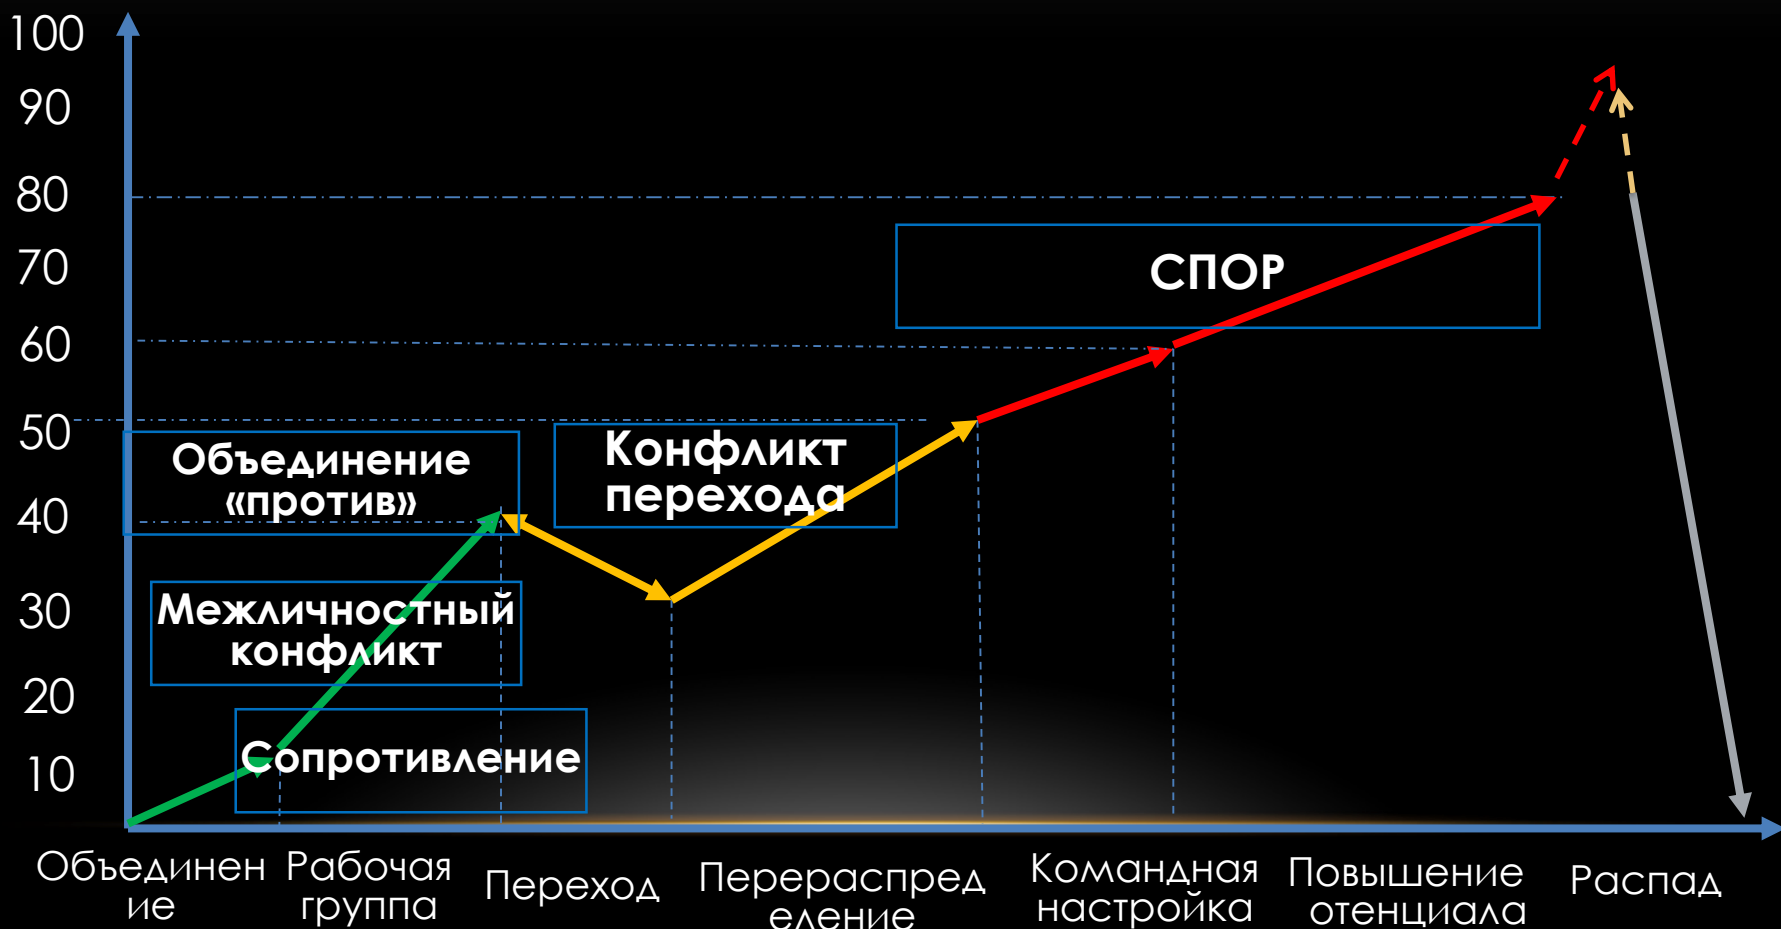 100
90
80
70
60
50
40
30
20
10
СПОР
Объединение
«против»
Конфликт
перехода
Межличностный
конфликт
Сопротивление
Объединен
ие
Рабочая
группа
Переход
Перераспред
еление
Командная
настройка
Повышение
отенциала
Распад